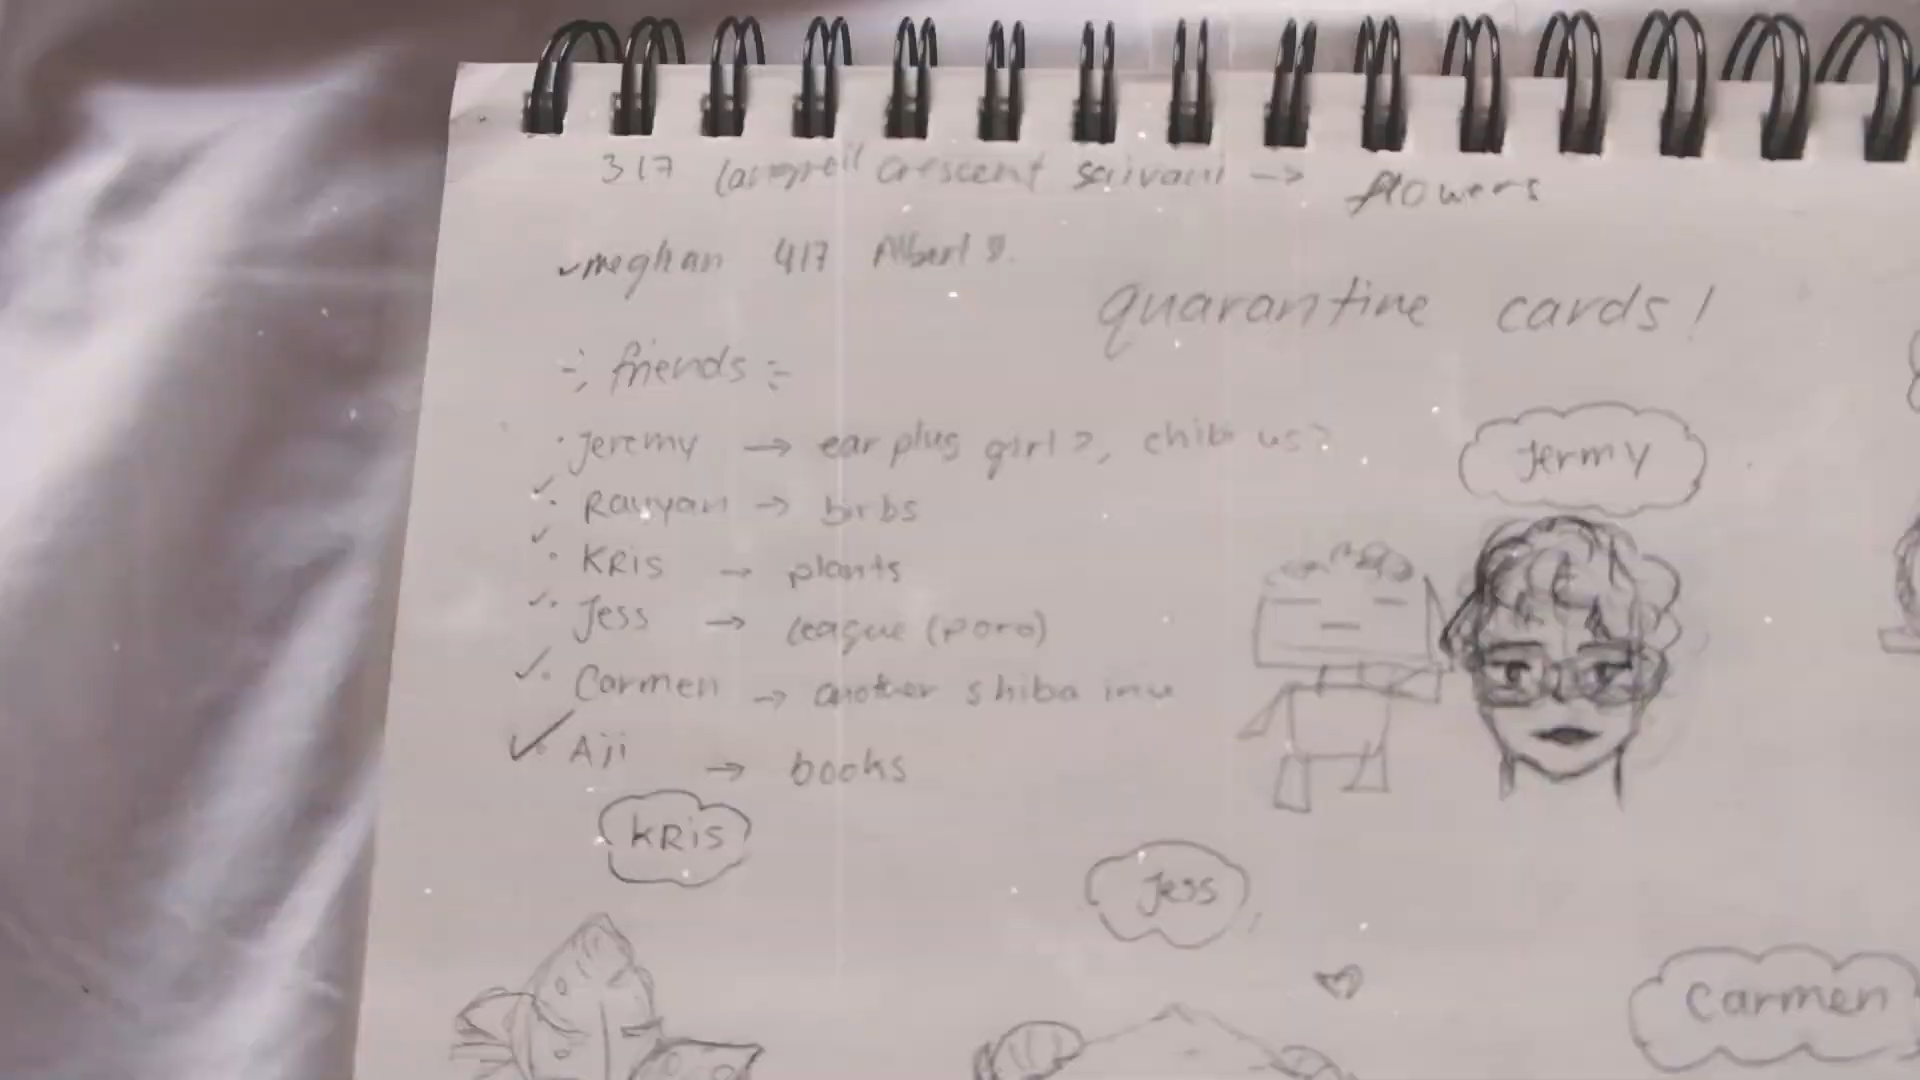 317 crescent → flowers
✓meghan 417 Albert
quarantine cards!
friends
· Jeremy → ear plug girl?, chibi us?
✓· Rayyan → birbs
✓· KRis → plants
✓· Jess → league (poro)
✓· Carmen → another shiba inu
✓· Aji → books
Jermy
KRis
Jess
Carmen